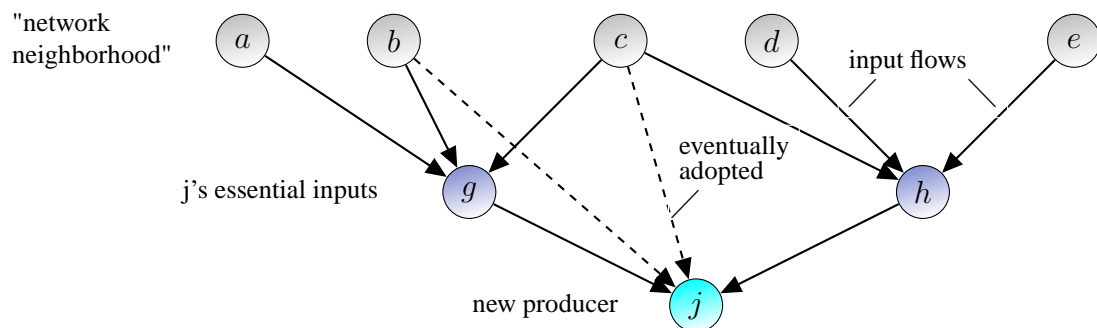 "network
neighborhood"
a
b
c
d
e
input flows
eventually
adopted
j's essential inputs
g
h
new producer
j